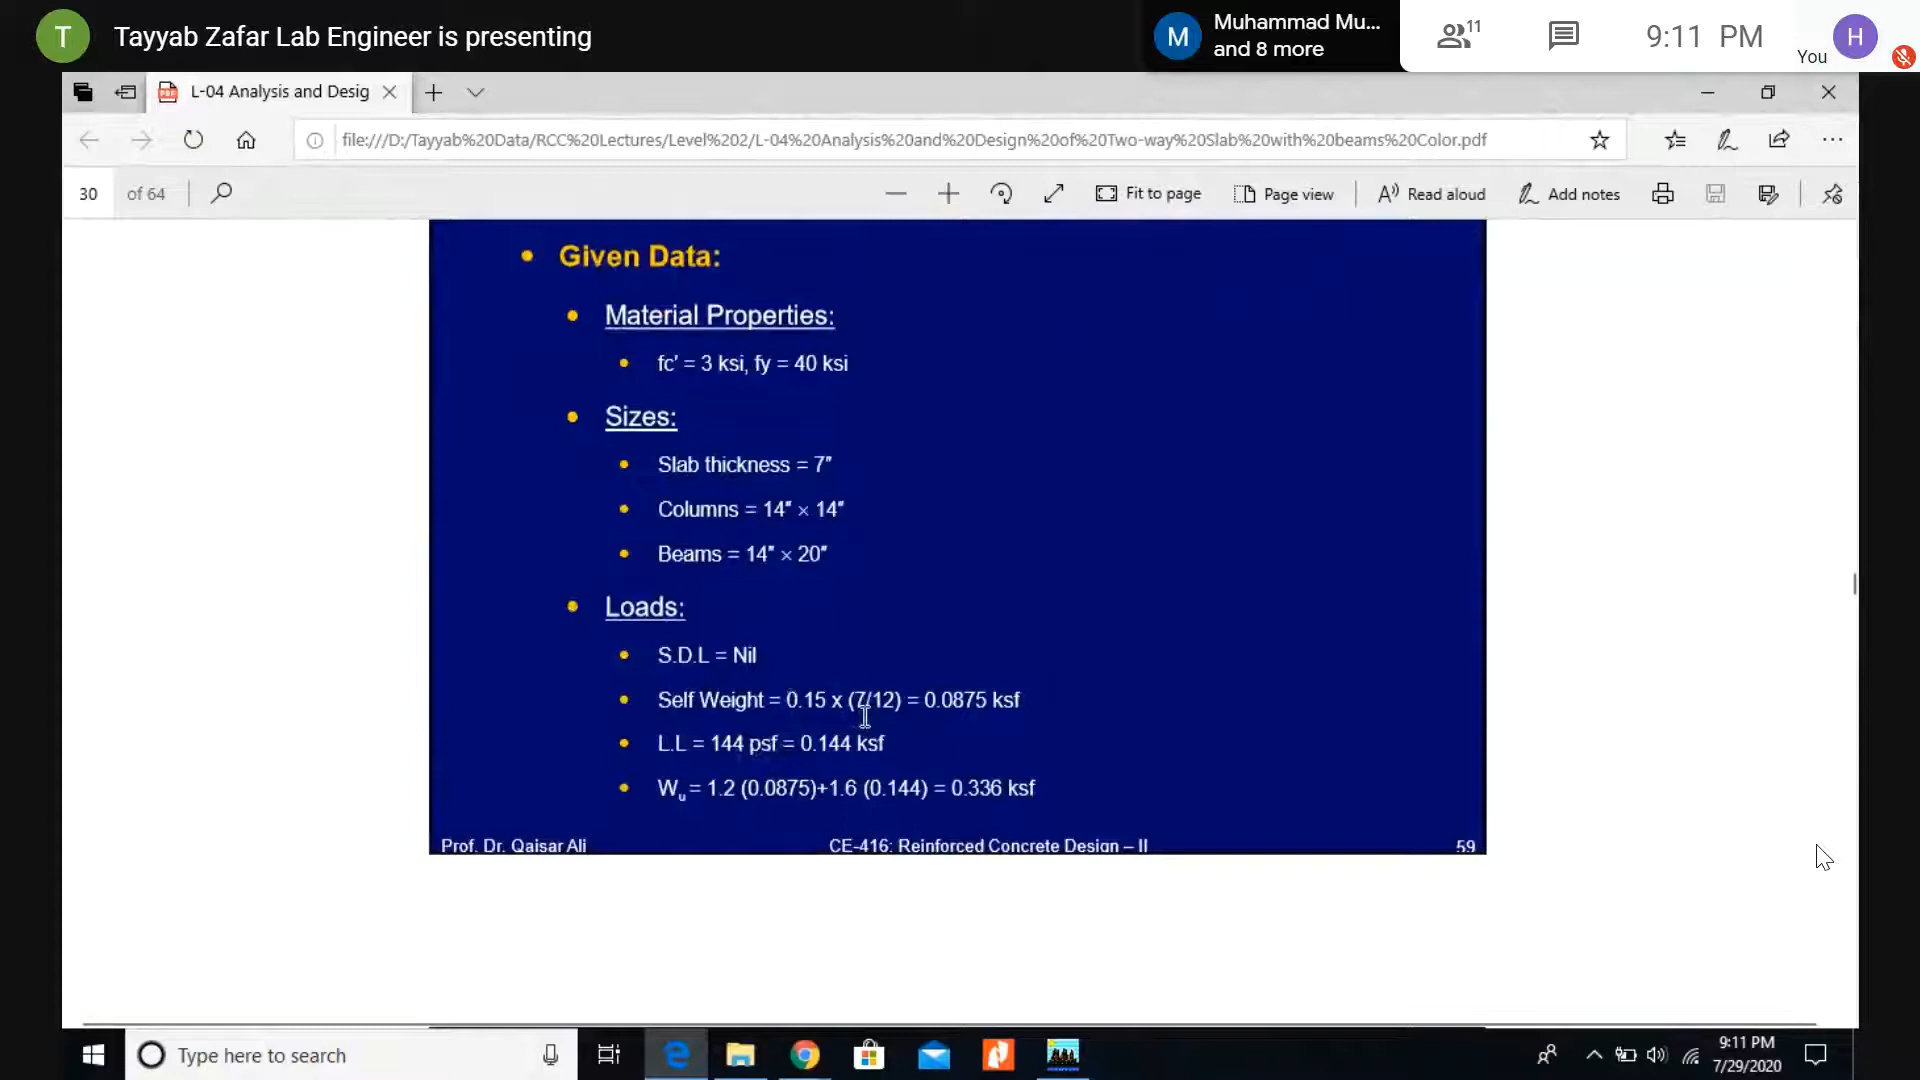 T Tayyab Zafar Lab Engineer is presenting
M Muhammad Mu...
and 8 more
11
9:11 PM
You
H
L-04 Analysis and Desig
file:///D:/Tayyab%20Data/RCC%20Lectures/Level%202/L-04%20Analysis%20and%20Design%20of%20Two-way%20Slab%20with%20beams%20Color.pdf
30 of 64
Fit to page
Page view
Read aloud
Add notes
• Given Data:
• Material Properties:
• fc' = 3 ksi, fy = 40 ksi
• Sizes:
• Slab thickness = 7″
• Columns = 14″ × 14″
• Beams = 14″ × 20″
• Loads:
• S.D.L = Nil
• Self Weight = 0.15 x (7/12) = 0.0875 ksf
• L.L = 144 psf = 0.144 ksf
• Wu = 1.2 (0.0875)+1.6 (0.144) = 0.336 ksf
Prof. Dr. Qaisar Ali
CE-416: Reinforced Concrete Design – II
59
Type here to search
9:11 PM
7/29/2020